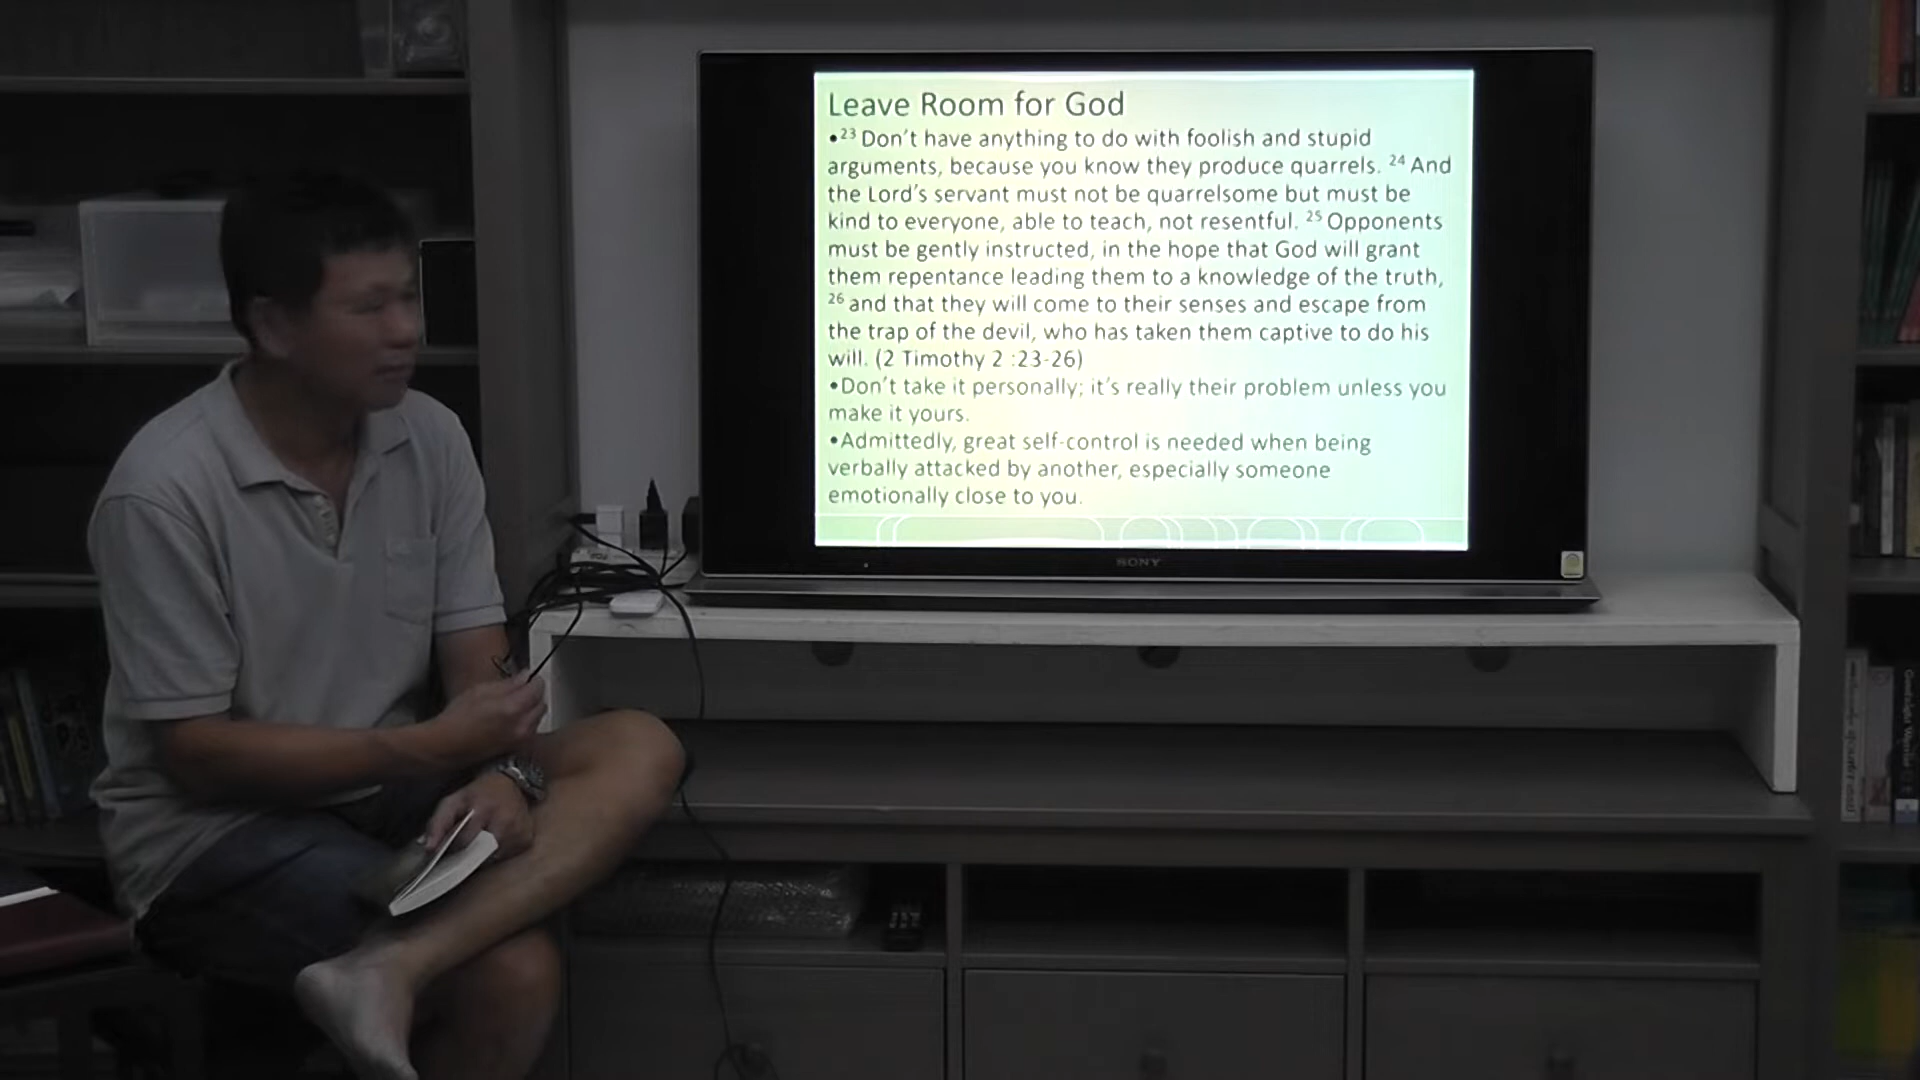 Leave Room for God
•²³ Don't have anything to do with foolish and stupid
arguments, because you know they produce quarrels. ²⁴ And
the Lord's servant must not be quarrelsome but must be
kind to everyone, able to teach, not resentful. ²⁵ Opponents
must be gently instructed, in the hope that God will grant
them repentance leading them to a knowledge of the truth,
²⁶ and that they will come to their senses and escape from
the trap of the devil, who has taken them captive to do his
will. (2 Timothy 2 :23-26)
•Don't take it personally; it's really their problem unless you
make it yours.
•Admittedly, great self-control is needed when being
verbally attacked by another, especially someone
emotionally close to you.
SONY